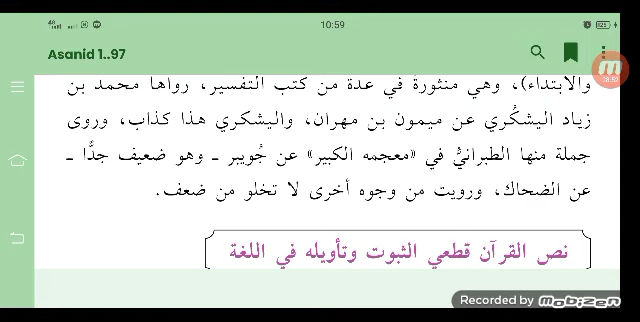 10:59
Asanid 1..97
والابتداء)، وهي منثورة في عدة من كتب التفسير، رواها محمد بن
زياد اليشكُري عن ميمون بن مهران، واليشكري هذا كذاب، وروى
جملة منها الطبرانيُّ في «معجمه الكبير» عن جُويبر ـ وهو ضعيف جدًّا ـ
عن الضحاك، ورويت من وجوه أخرى لا تخلو من ضعف.
نص القرآن قطعي الثبوت وتأويله في اللغة
Recorded by mobizen